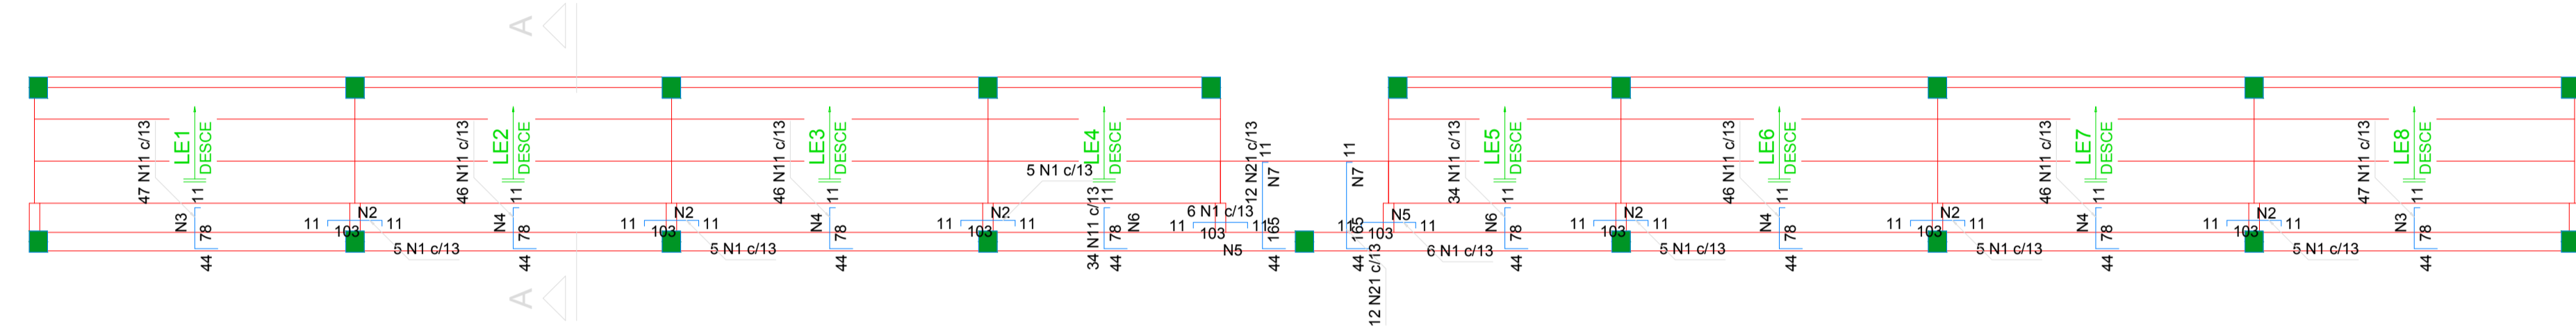 A
47 N11 c/13
LE1
DESCE
N3
11
78
44
11
N2
11
103
5 N1 c/13
46 N11 c/13
LE2
DESCE
N4
11
78
44
11
N2
11
103
5 N1 c/13
46 N11 c/13
LE3
DESCE
N4
11
78
44
11
N2
11
103
5 N1 c/13
LE4
DESCE
34 N11 c/13
11
78
N6
44
6 N1 c/13
11
103
11
N5
12 N21 c/13
11
N7
165
44
11
N7
165
44
12 N21 c/13
11
N5
11
103
6 N1 c/13
34 N11 c/13
LE5
DESCE
N6
11
78
44
11
N2
11
103
5 N1 c/13
46 N11 c/13
LE6
DESCE
N4
11
78
44
11
N2
11
103
5 N1 c/13
46 N11 c/13
LE7
DESCE
N4
11
78
44
11
N2
11
103
5 N1 c/13
47 N11 c/13
LE8
DESCE
N3
11
78
44
A